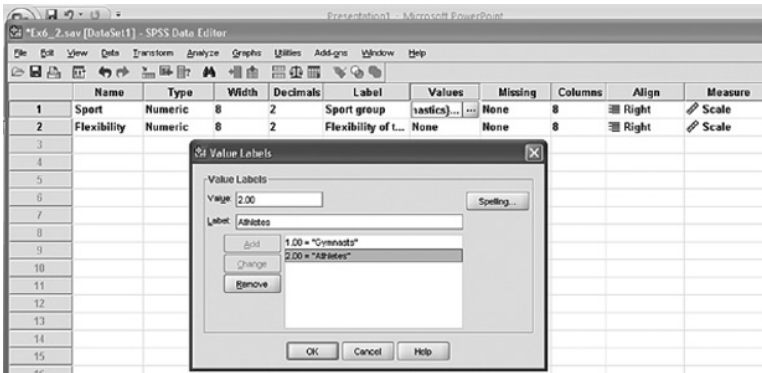 Presentation1 - Microsoft PowerPoint
*Ex6_2.sav [DataSet1] - SPSS Data Editor
File Edit View Data Transform Analyze Graphs Utilities Add-ons Window Help
Name Type Width Decimals Label Values Missing Columns Align Measure
1 Sport Numeric 8 2 Sport group nastics}... ... None 8 Right Scale
2 Flexibility Numeric 8 2 Flexibility of t... None None 8 Right Scale
3
4
5
6
7
8
9
10
11
12
13
14
15
16
Value Labels
Value Labels
Value: 2.00
Spelling...
Label: Athletes
Add
Change
Remove
1.00 = "Gymnasts"
2.00 = "Athletes"
OK Cancel Help